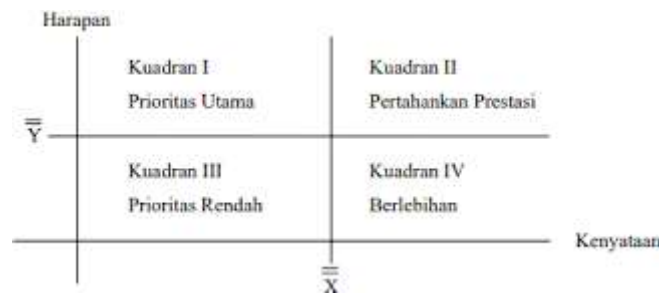 Harapan
Kuadran I
Prioritas Utama
Kuadran II
Pertahankan Prestasi
Y
Kuadran III
Prioritas Rendah
Kuadran IV
Berlebihan
Kenyataan
X